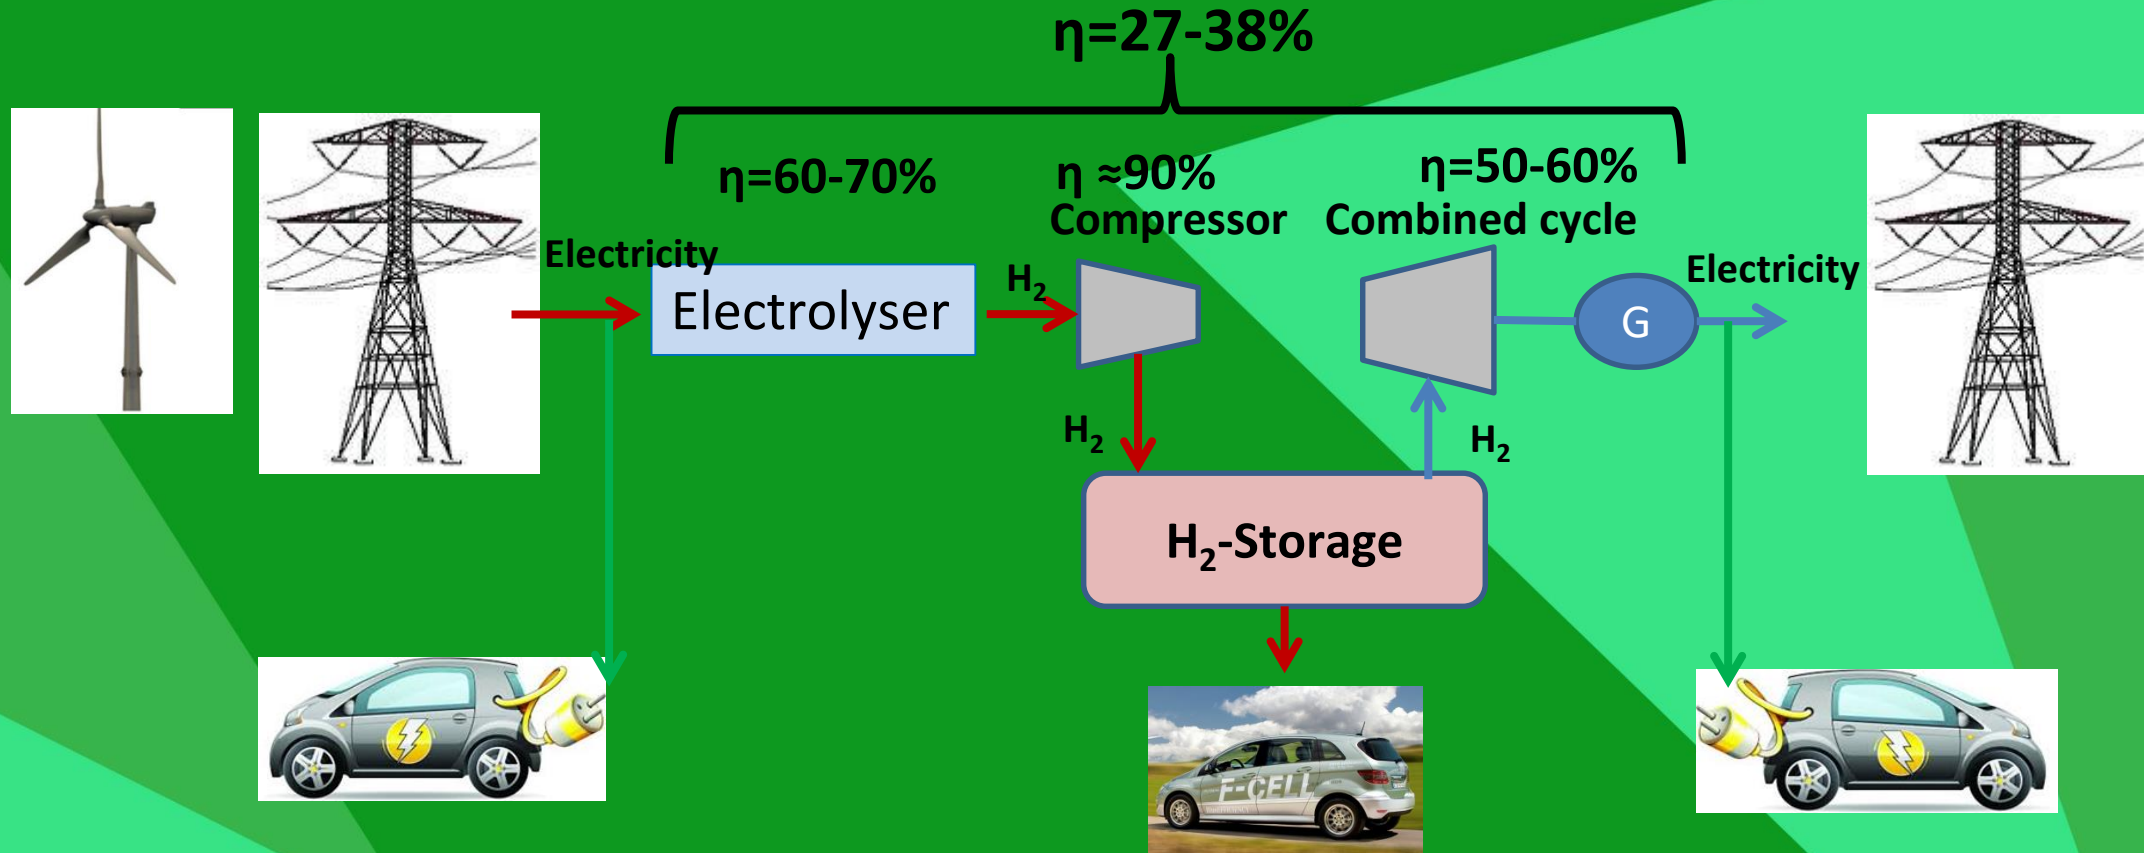 η=27-38%
η=60-70%
η ≈90%
η=50-60%
Compressor
Combined cycle
Electricity
Electrolyser
H₂
G
Electricity
H₂
H₂
H₂-Storage
F-CELL